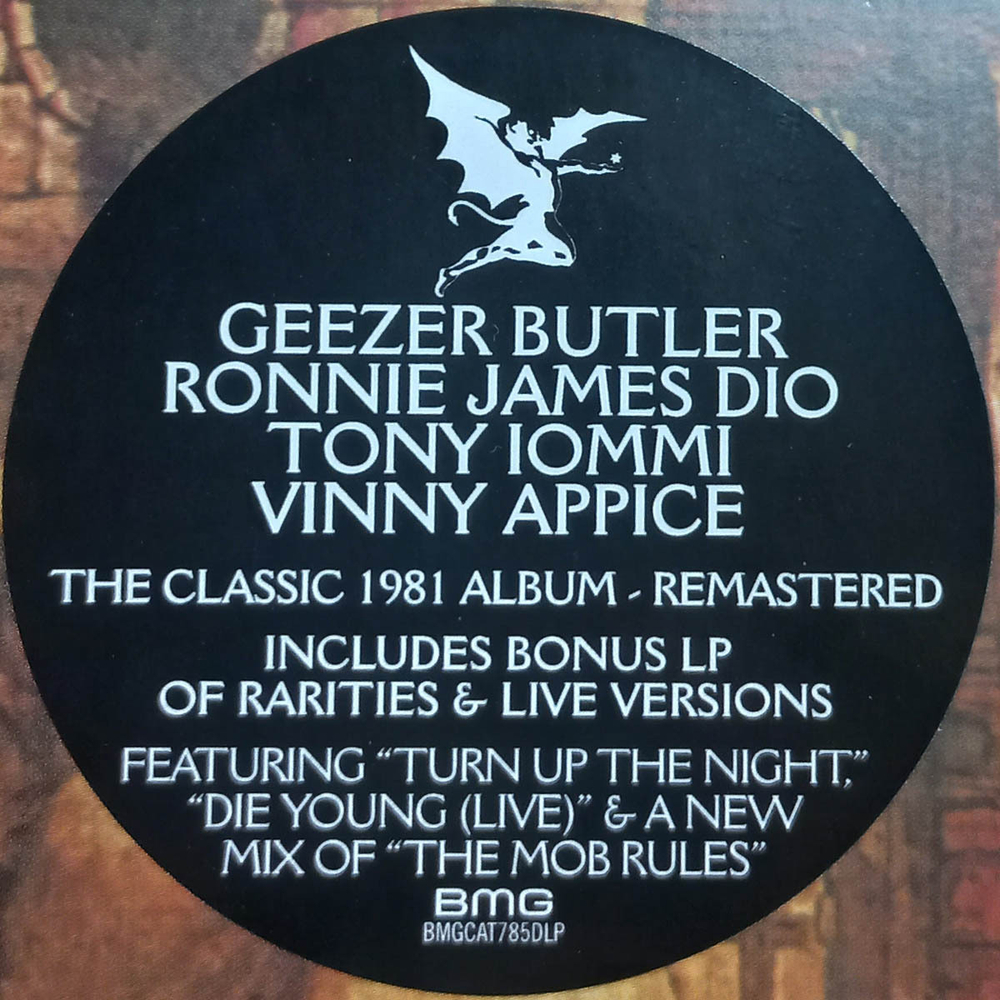 GEEZER BUTLER
RONNIE JAMES DIO
TONY IOMMI
VINNY APPICE
THE CLASSIC 1981 ALBUM - REMASTERED
INCLUDES BONUS LP
OF RARITIES & LIVE VERSIONS
FEATURING “TURN UP THE NIGHT,”
“DIE YOUNG (LIVE)” & A NEW
MIX OF “THE MOB RULES”
BMG
BMGCAT785DLP